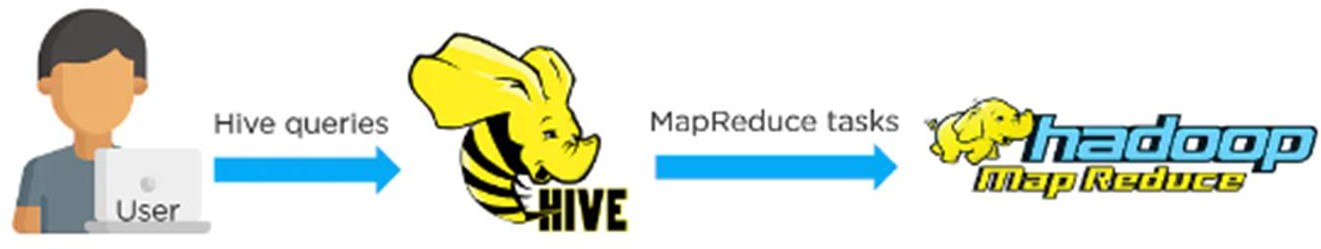 User
Hive queries
HIVE
MapReduce tasks
hadoop
Map Reduce